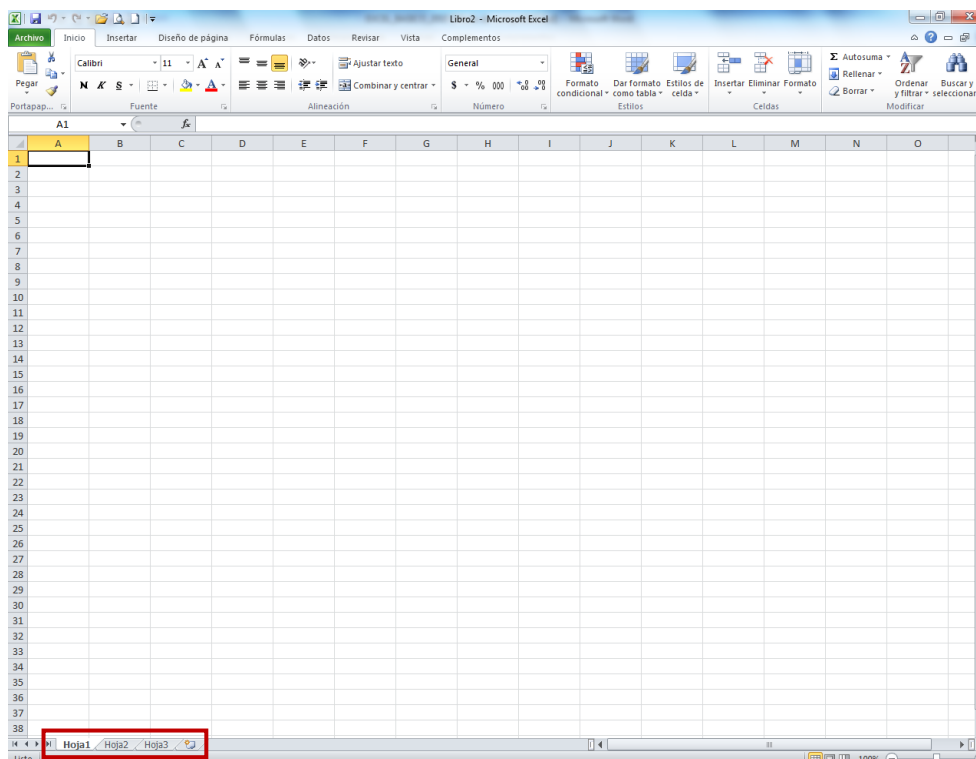 Libro2 - Microsoft Excel
Archivo Inicio Insertar Diseño de página Fórmulas Datos Revisar Vista Complementos
Pegar
Calibri 11 A A
N K S A
Ajustar texto
Combinar y centrar
General
$ % 000
Formato condicional
Dar formato como tabla
Estilos de celda
Insertar Eliminar Formato
Σ Autosuma
Rellenar
Borrar
Ordenar y filtrar
Buscar y seleccionar
Portapap... Fuente Alineación Número Estilos Celdas Modificar
A1 fx
A B C D E F G H I J K L M N O
1
2
3
4
5
6
7
8
9
10
11
12
13
14
15
16
17
18
19
20
21
22
23
24
25
26
27
28
29
30
31
32
33
34
35
36
37
38
Hoja1 Hoja2 Hoja3
Listo 100%